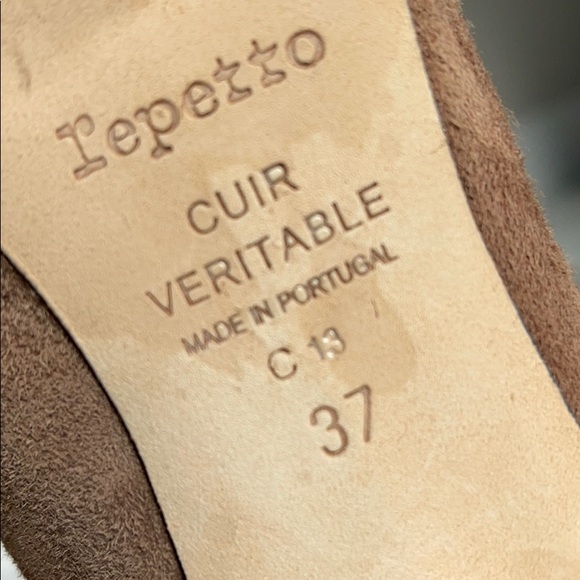 repetto
CUIR
VERITABLE
MADE IN PORTUGAL
C 13
37